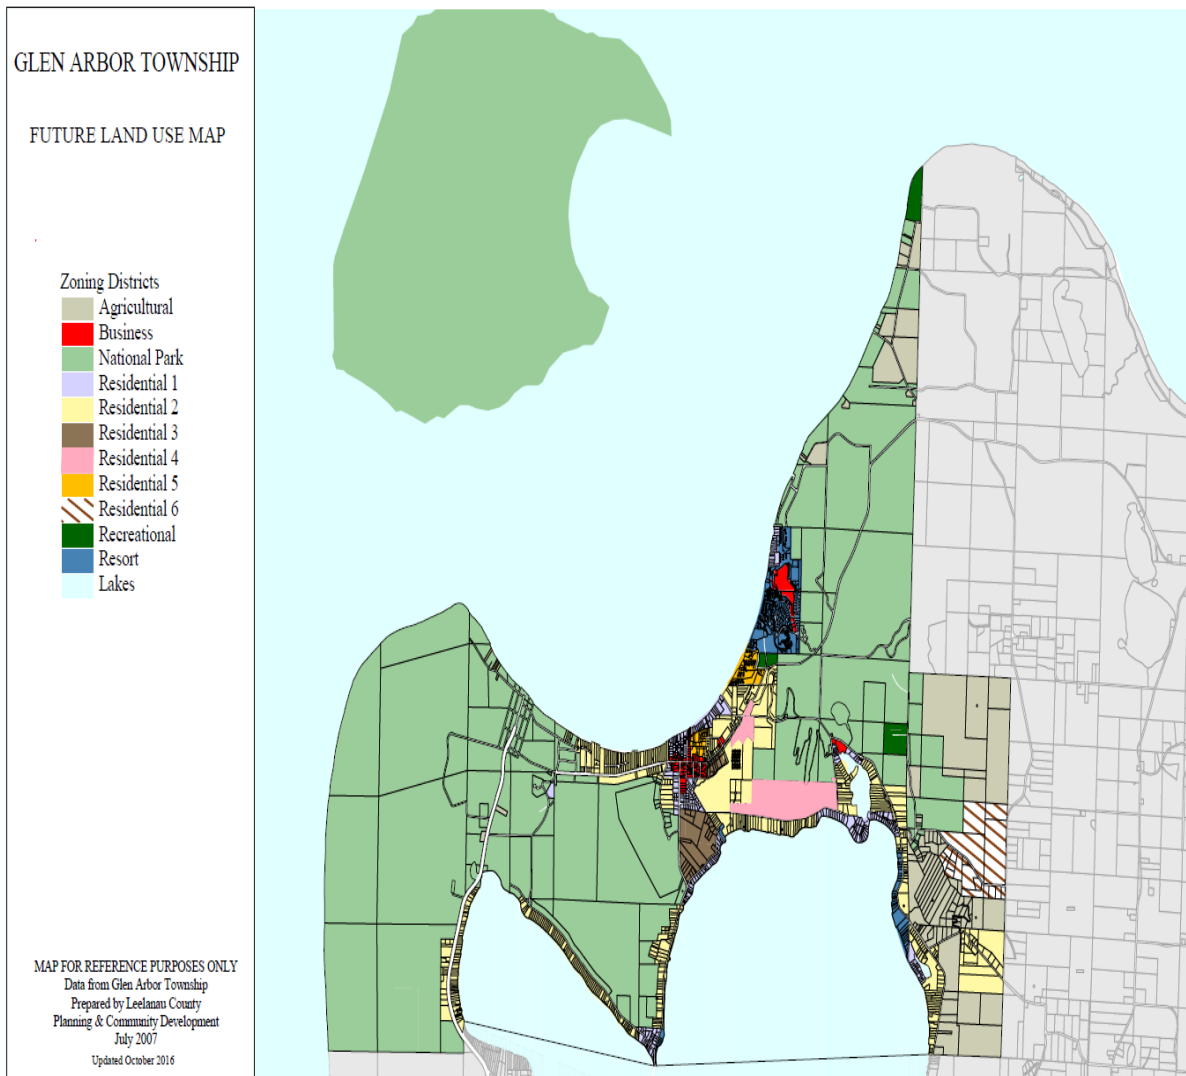 GLEN ARBOR TOWNSHIP
FUTURE LAND USE MAP
Zoning Districts
Agricultural
Business
National Park
Residential 1
Residential 2
Residential 3
Residential 4
Residential 5
Residential 6
Recreational
Resort
Lakes
MAP FOR REFERENCE PURPOSES ONLY
Data from Glen Arbor Township
Prepared by Leelanau County
Planning & Community Development
July 2007
Updated October 2016